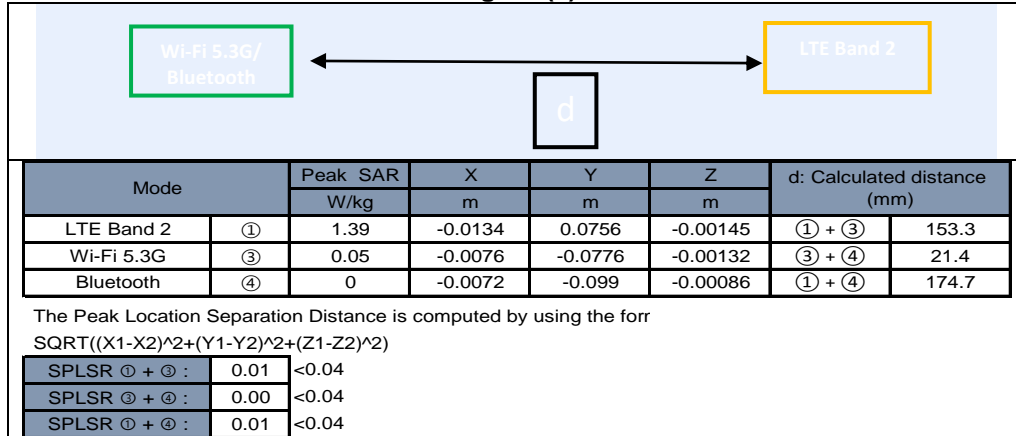 Wi-Fi 5.3G/
Bluetooth
LTE Band 2
d
Mode Peak SAR X Y Z d: Calculated distance (mm)
W/kg m m m
LTE Band 2 ① 1.39 -0.0134 0.0756 -0.00145 ① + ③ 153.3
Wi-Fi 5.3G ③ 0.05 -0.0076 -0.0776 -0.00132 ③ + ④ 21.4
Bluetooth ④ 0 -0.0072 -0.099 -0.00086 ① + ④ 174.7
The Peak Location Separation Distance is computed by using the forr
SQRT((X1-X2)^2+(Y1-Y2)^2+(Z1-Z2)^2)
SPLSR ① + ③ : 0.01 <0.04
SPLSR ③ + ④ : 0.00 <0.04
SPLSR ① + ④ : 0.01 <0.04